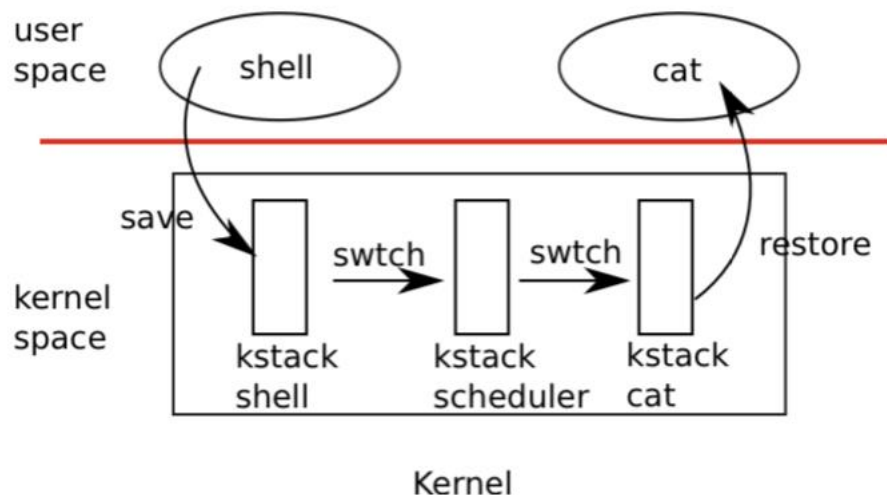 user
space
shell
cat
save
swtch
swtch
restore
kernel
space
kstack
shell
kstack
scheduler
kstack
cat
Kernel